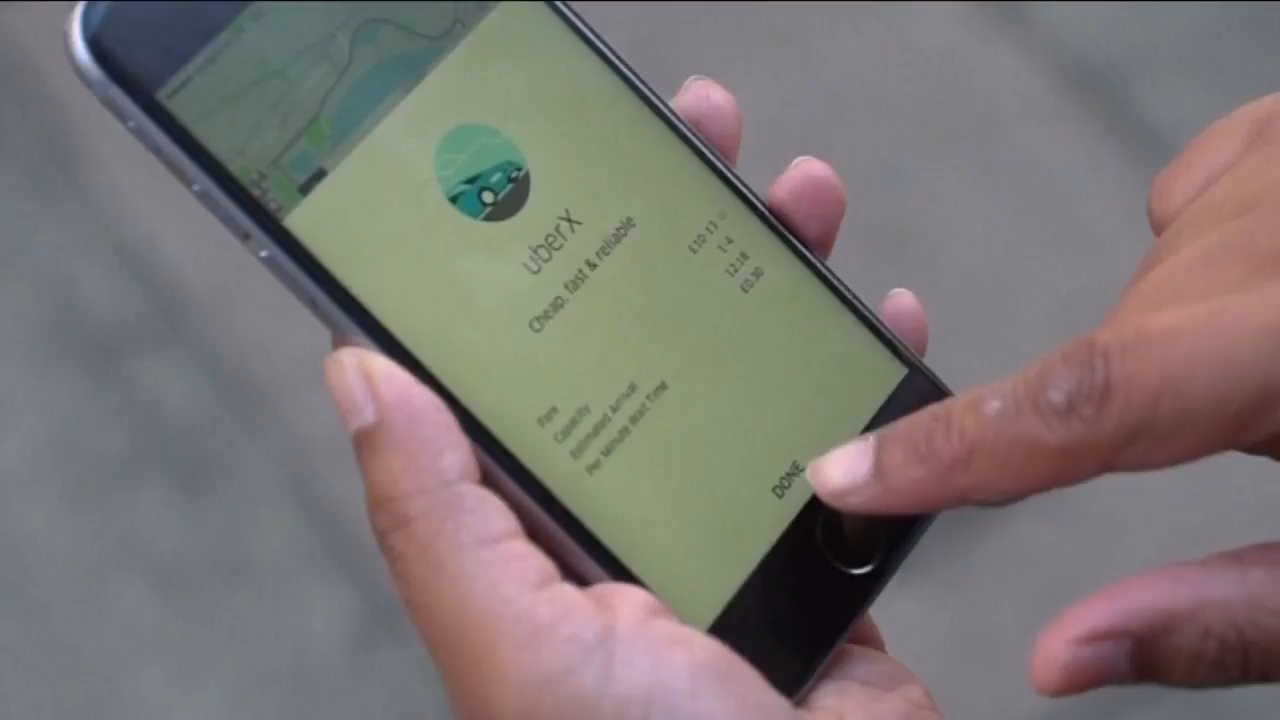 uberX
Cheap, fast & reliable
Fare £10-13
Capacity 1-4
Estimated Arrival 12:18
Per Minute Wait Time £0.30
DONE